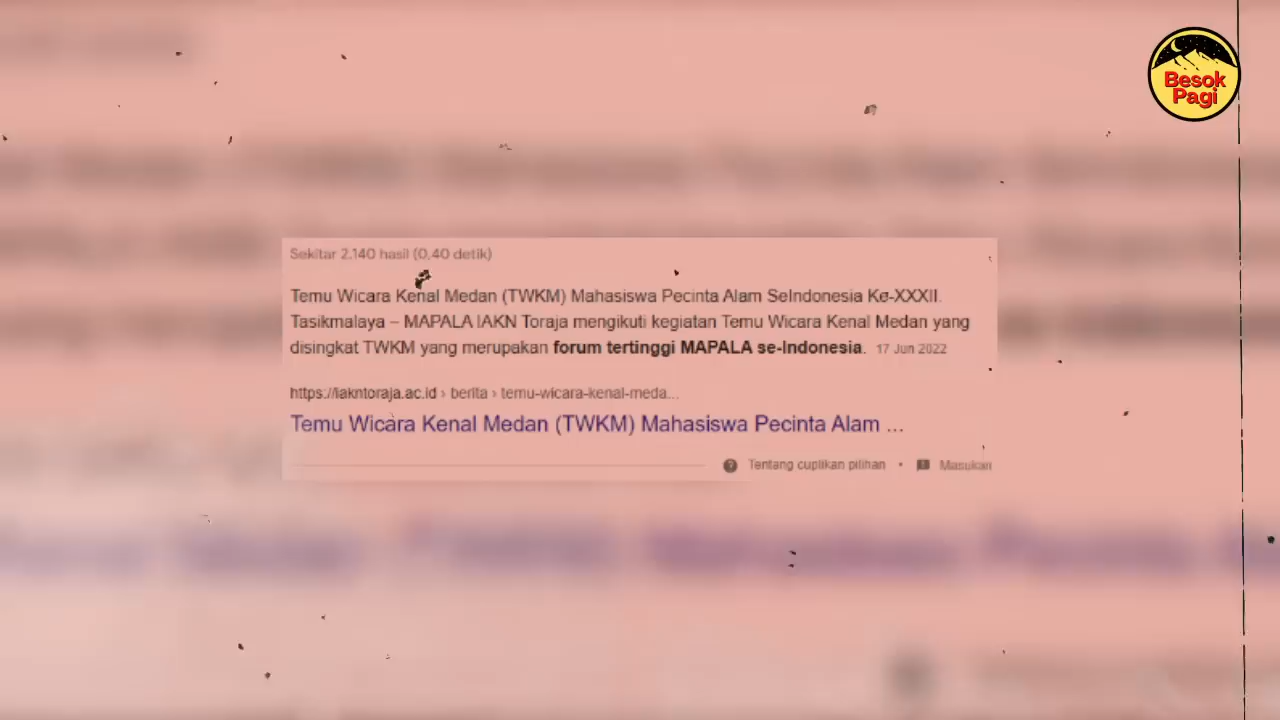 Besok
Pagi
Sekitar 2.140 hasil (0,40 detik)
Temu Wicara Kenal Medan (TWKM) Mahasiswa Pecinta Alam SeIndonesia Ke-XXXII.
Tasikmalaya – MAPALA IAKN Toraja mengikuti kegiatan Temu Wicara Kenal Medan yang
disingkat TWKM yang merupakan forum tertinggi MAPALA se-Indonesia. 17 Jun 2022
https://iakntoraja.ac.id › berita › temu-wicara-kenal-meda...
Temu Wicara Kenal Medan (TWKM) Mahasiswa Pecinta Alam ...
Tentang cuplikan pilihan • Masukan